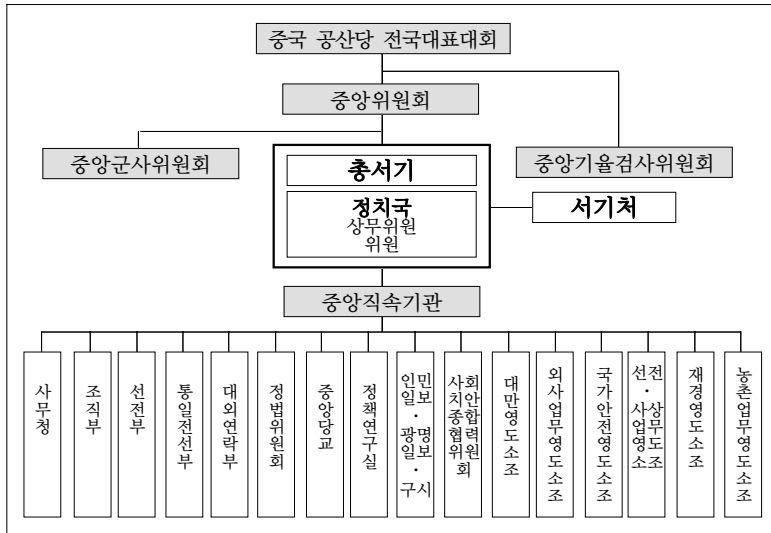 중국 공산당 전국대표대회
중앙위원회
중앙군사위원회
중앙기율검사위원회
총서기
정치국
상무위원
위원
서기처
중앙직속기관
사무청
조직부
선전부
통일전선부
대외연락부
정법위원회
중앙당교
정책연구실
인민일보・광명일보・구시
사회치안종합협력위원회
대만영도소조
외사업무영도소조
국가안전영도소조
선전・사상업무영도소조
재경영도소조
농촌업무영도소조